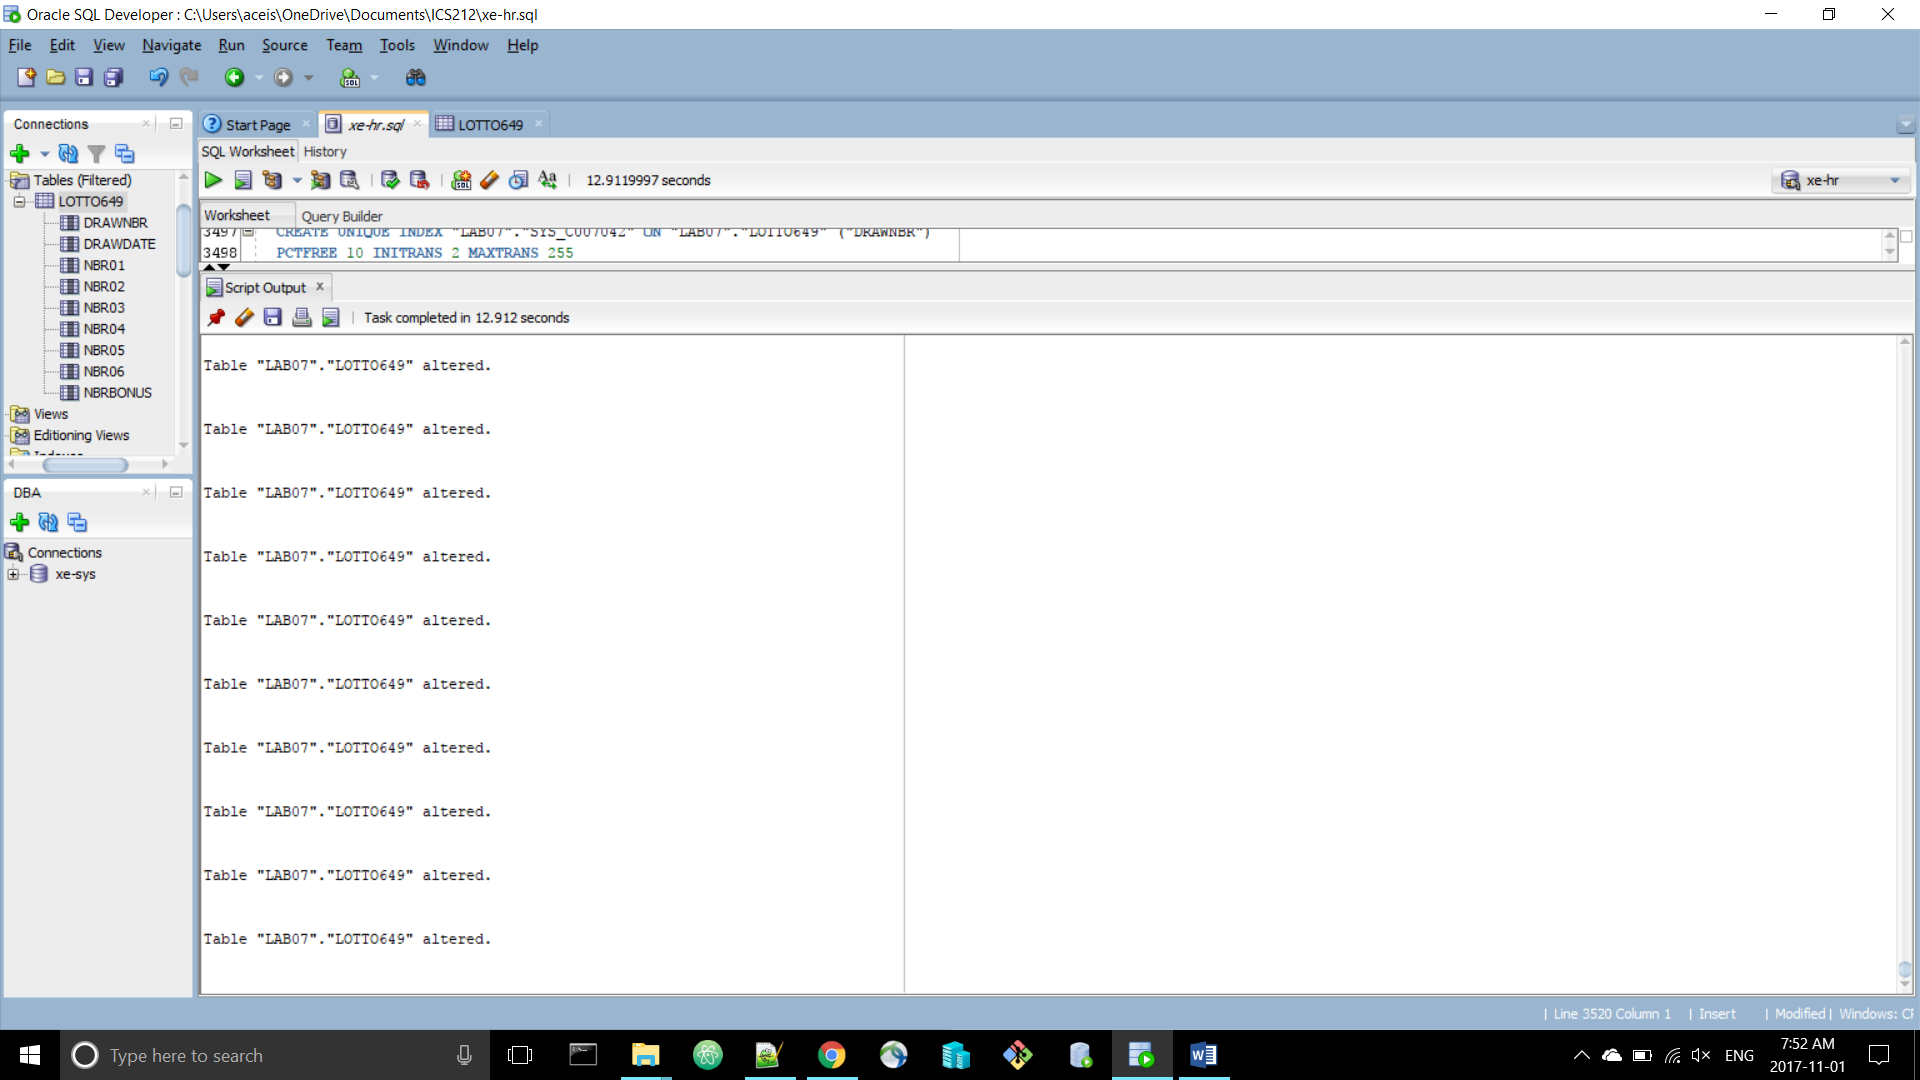 Oracle SQL Developer : C:\Users\aceis\OneDrive\Documents\ICS212\xe-hr.sql
File Edit View Navigate Run Source Team Tools Window Help
Connections
Start Page
xe-hr.sql
LOTTO649
SQL Worksheet History
12.9119997 seconds
xe-hr
Worksheet Query Builder
3497 CREATE UNIQUE INDEX "LAB07"."SYS_C007042" ON "LAB07"."LOTTO649" ("DRAWNBR")
3498 PCTFREE 10 INITRANS 2 MAXTRANS 255
Tables (Filtered)
LOTTO649
DRAWNBR
DRAWDATE
NBR01
NBR02
NBR03
NBR04
NBR05
NBR06
NBRBONUS
Views
Editioning Views
Indexes
DBA
Connections
xe-sys
Script Output
Task completed in 12.912 seconds
Table "LAB07"."LOTTO649" altered.
Table "LAB07"."LOTTO649" altered.
Table "LAB07"."LOTTO649" altered.
Table "LAB07"."LOTTO649" altered.
Table "LAB07"."LOTTO649" altered.
Table "LAB07"."LOTTO649" altered.
Table "LAB07"."LOTTO649" altered.
Table "LAB07"."LOTTO649" altered.
Table "LAB07"."LOTTO649" altered.
Table "LAB07"."LOTTO649" altered.
| Line 3520 Column 1 | Insert | Modified | Windows: CF
Type here to search
ENG
7:52 AM
2017-11-01